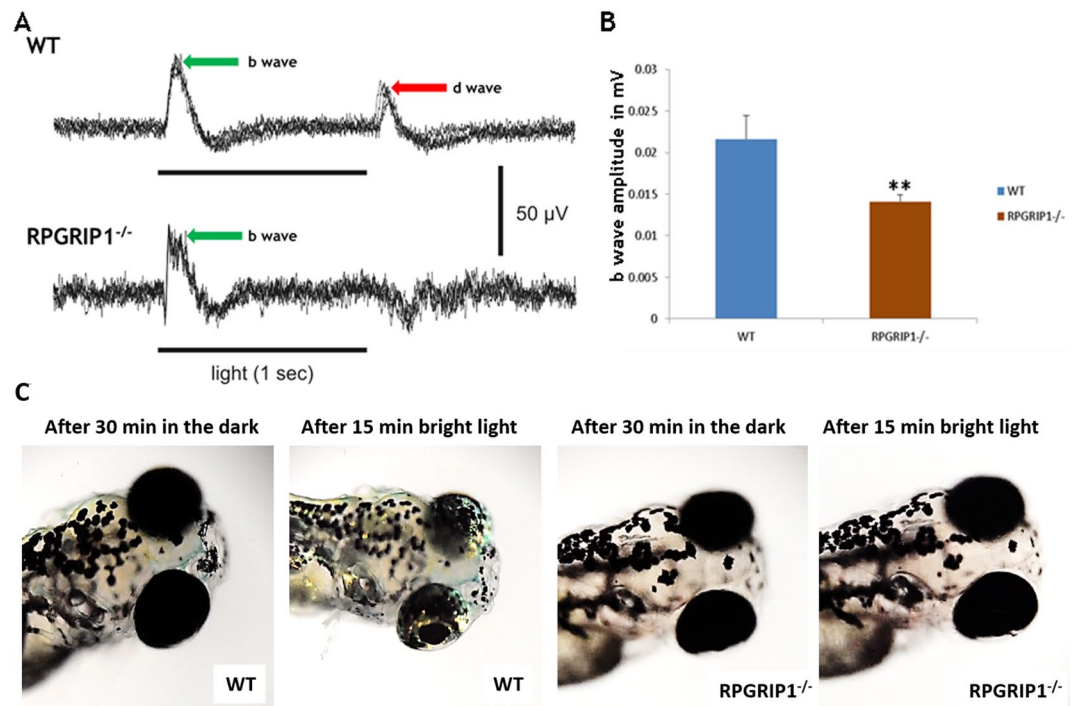 A
WT
b wave
d wave
50 µV
RPGRIP1-/-
b wave
light (1 sec)
B
b wave amplitude in mV
0.03
0.025
0.02
0.015
0.01
0.005
0
**
WT
RPGRIP1-/-
WT
RPGRIP1-/-
C
After 30 min in the dark
After 15 min bright light
After 30 min in the dark
After 15 min bright light
WT
WT
RPGRIP1-/-
RPGRIP1-/-